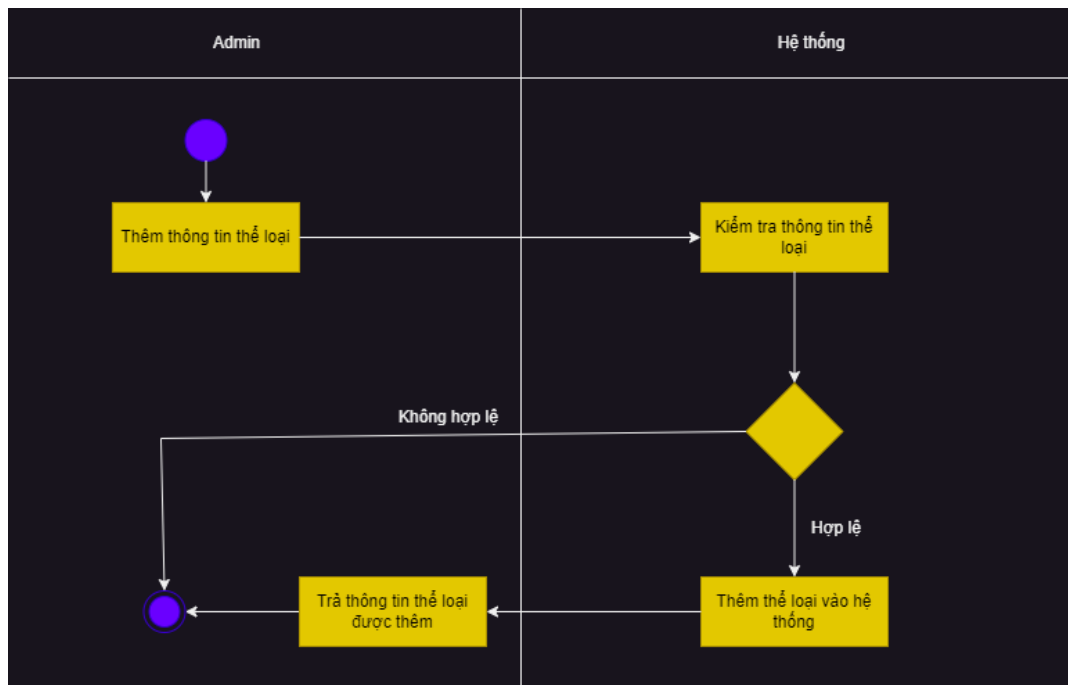 Admin
Hệ thống
Thêm thông tin thể loại
Kiểm tra thông tin thể
loại
Không hợp lệ
Hợp lệ
Trả thông tin thể loại
được thêm
Thêm thể loại vào hệ
thống